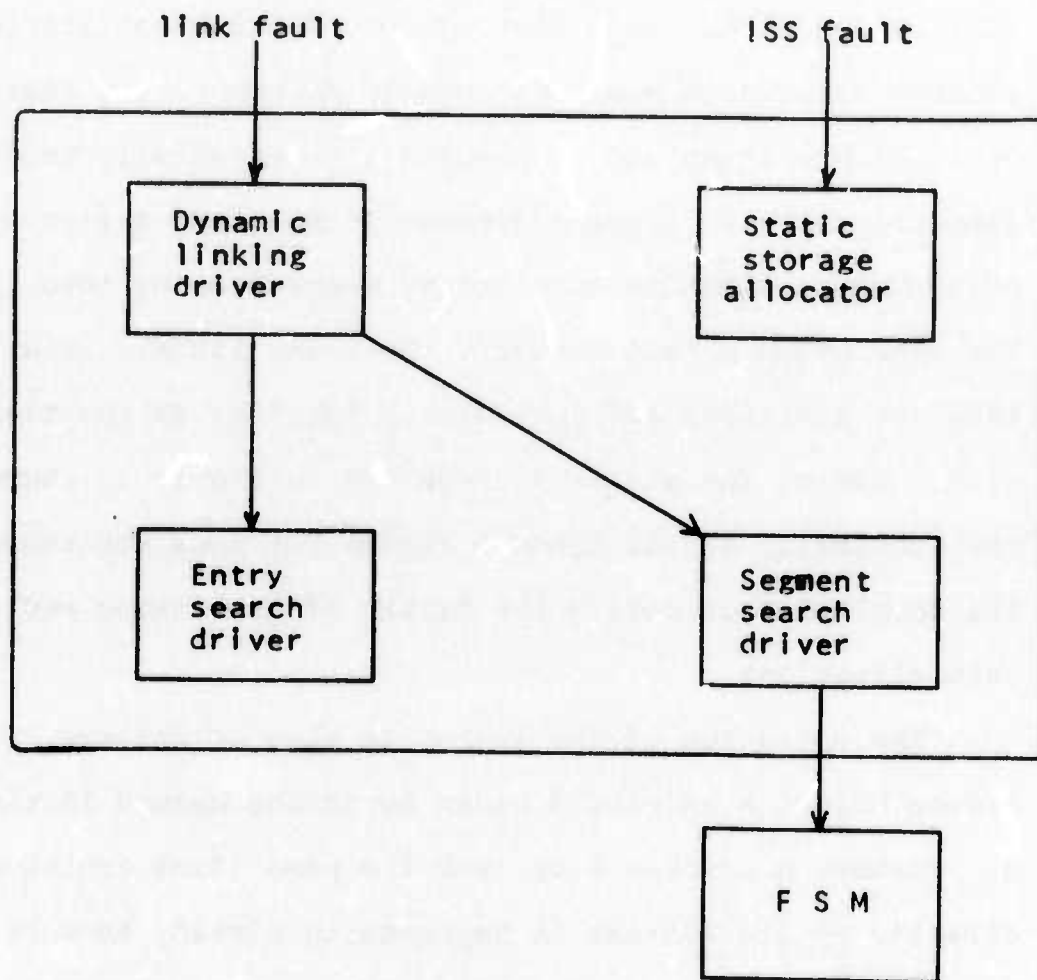 link fault
ISS fault
Dynamic
linking
driver
Static
storage
allocator
Entry
search
driver
Segment
search
driver
F S M